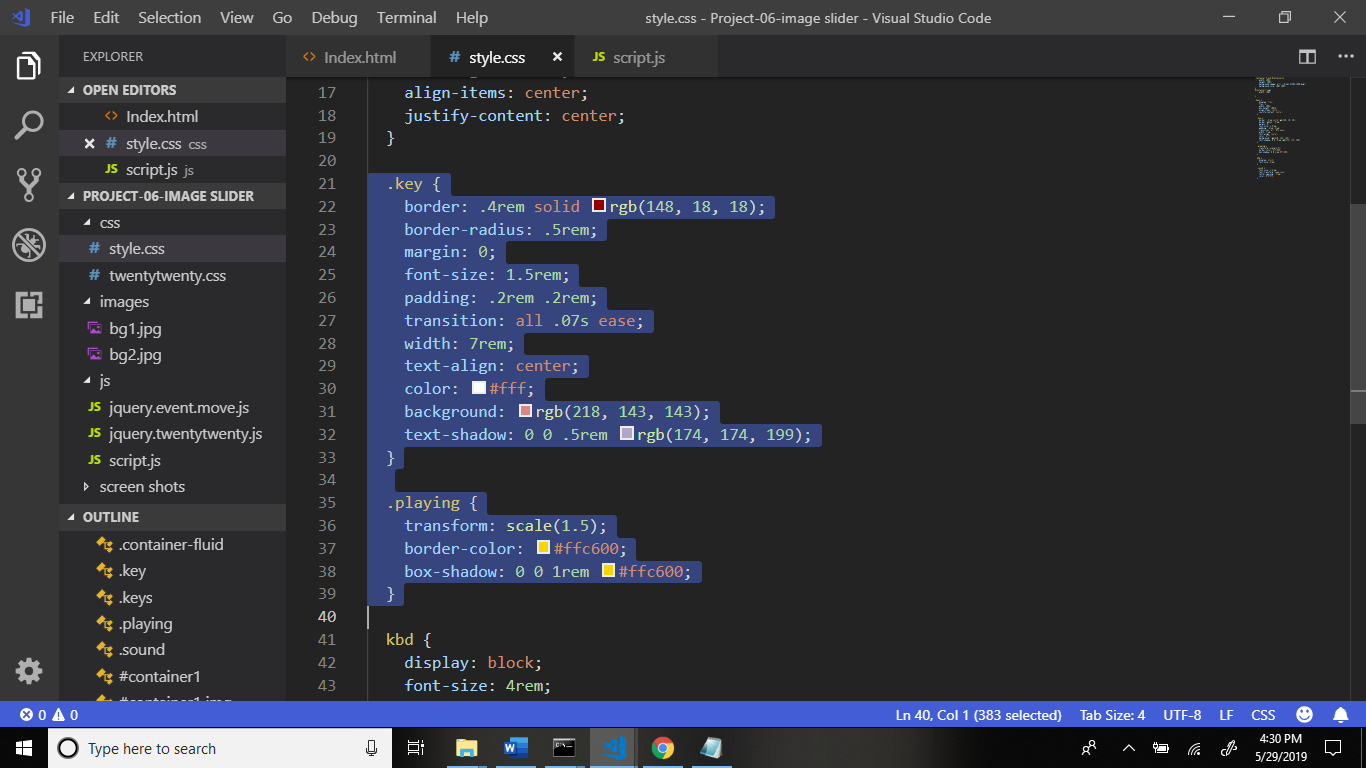 File Edit Selection View Go Debug Terminal Help
style.css - Project-06-image slider - Visual Studio Code
EXPLORER
OPEN EDITORS
<> Index.html
# style.css css
JS script.js js
PROJECT-06-IMAGE SLIDER
css
# style.css
# twentytwenty.css
images
bg1.jpg
bg2.jpg
js
JS jquery.event.move.js
JS jquery.twentytwenty.js
JS script.js
screen shots
OUTLINE
.container-fluid
.key
.keys
.playing
.sound
#container1
<> Index.html # style.css JS script.js
17 align-items: center;
18 justify-content: center;
19 }
20
21 .key {
22 border: .4rem solid rgb(148, 18, 18);
23 border-radius: .5rem;
24 margin: 0;
25 font-size: 1.5rem;
26 padding: .2rem .2rem;
27 transition: all .07s ease;
28 width: 7rem;
29 text-align: center;
30 color: #fff;
31 background: rgb(218, 143, 143);
32 text-shadow: 0 0 .5rem rgb(174, 174, 199);
33 }
34
35 .playing {
36 transform: scale(1.5);
37 border-color: #ffc600;
38 box-shadow: 0 0 1rem #ffc600;
39 }
40
41 kbd {
42 display: block;
43 font-size: 4rem;
0 0 Ln 40, Col 1 (383 selected) Tab Size: 4 UTF-8 LF CSS
Type here to search
4:30 PM
5/29/2019